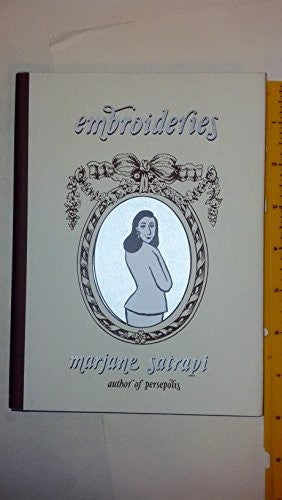 embroideries
marjane satrapi
author of persepolis